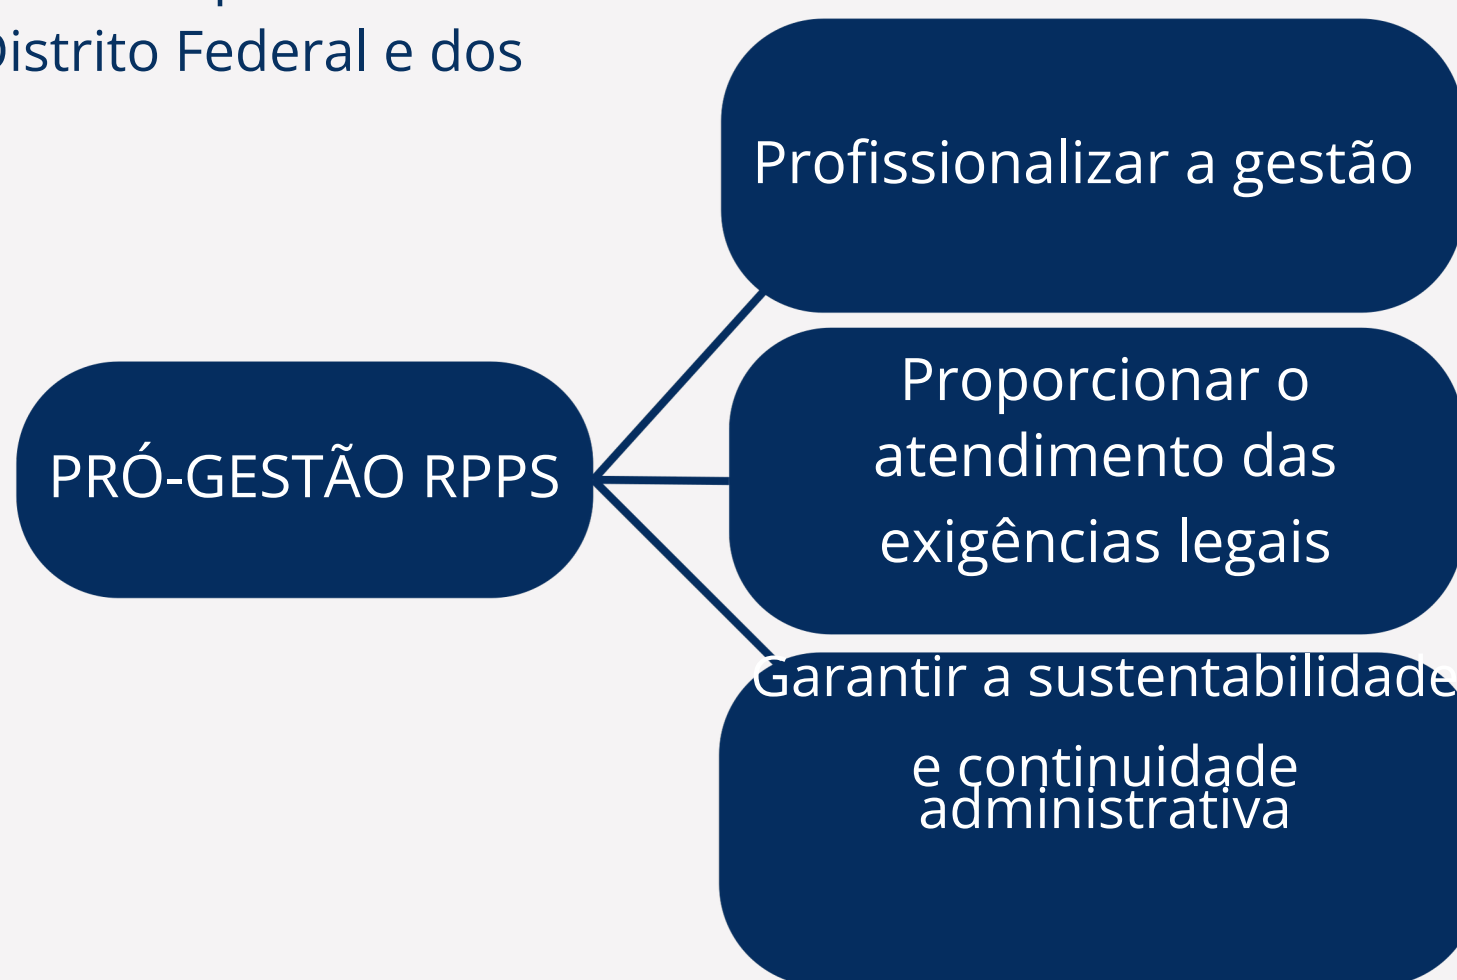 Distrito Federal e dos
Profissionalizar a gestão
PRÓ-GESTÃO RPPS
Proporcionar o
atendimento das
exigências legais
Garantir a sustentabilidade
e continuidade
administrativa